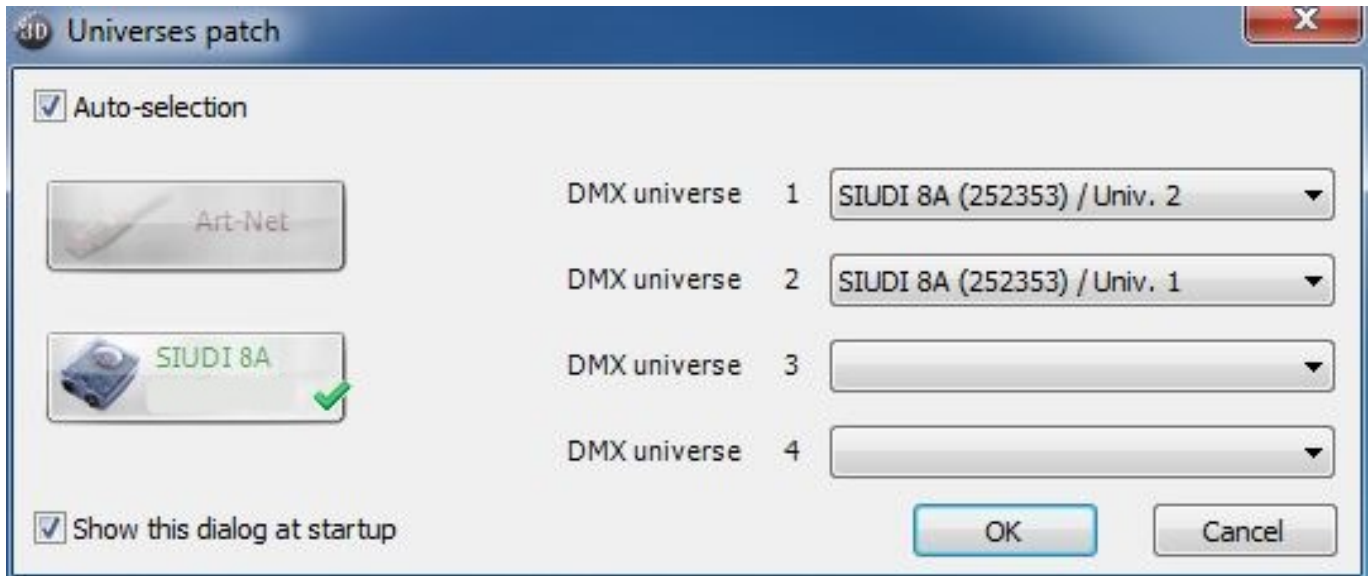 3D Universes patch
Auto-selection
Art-Net
DMX universe 1 SIUDI 8A (252353) / Univ. 2
DMX universe 2 SIUDI 8A (252353) / Univ. 1
SIUDI 8A
DMX universe 3
DMX universe 4
Show this dialog at startup
OK Cancel